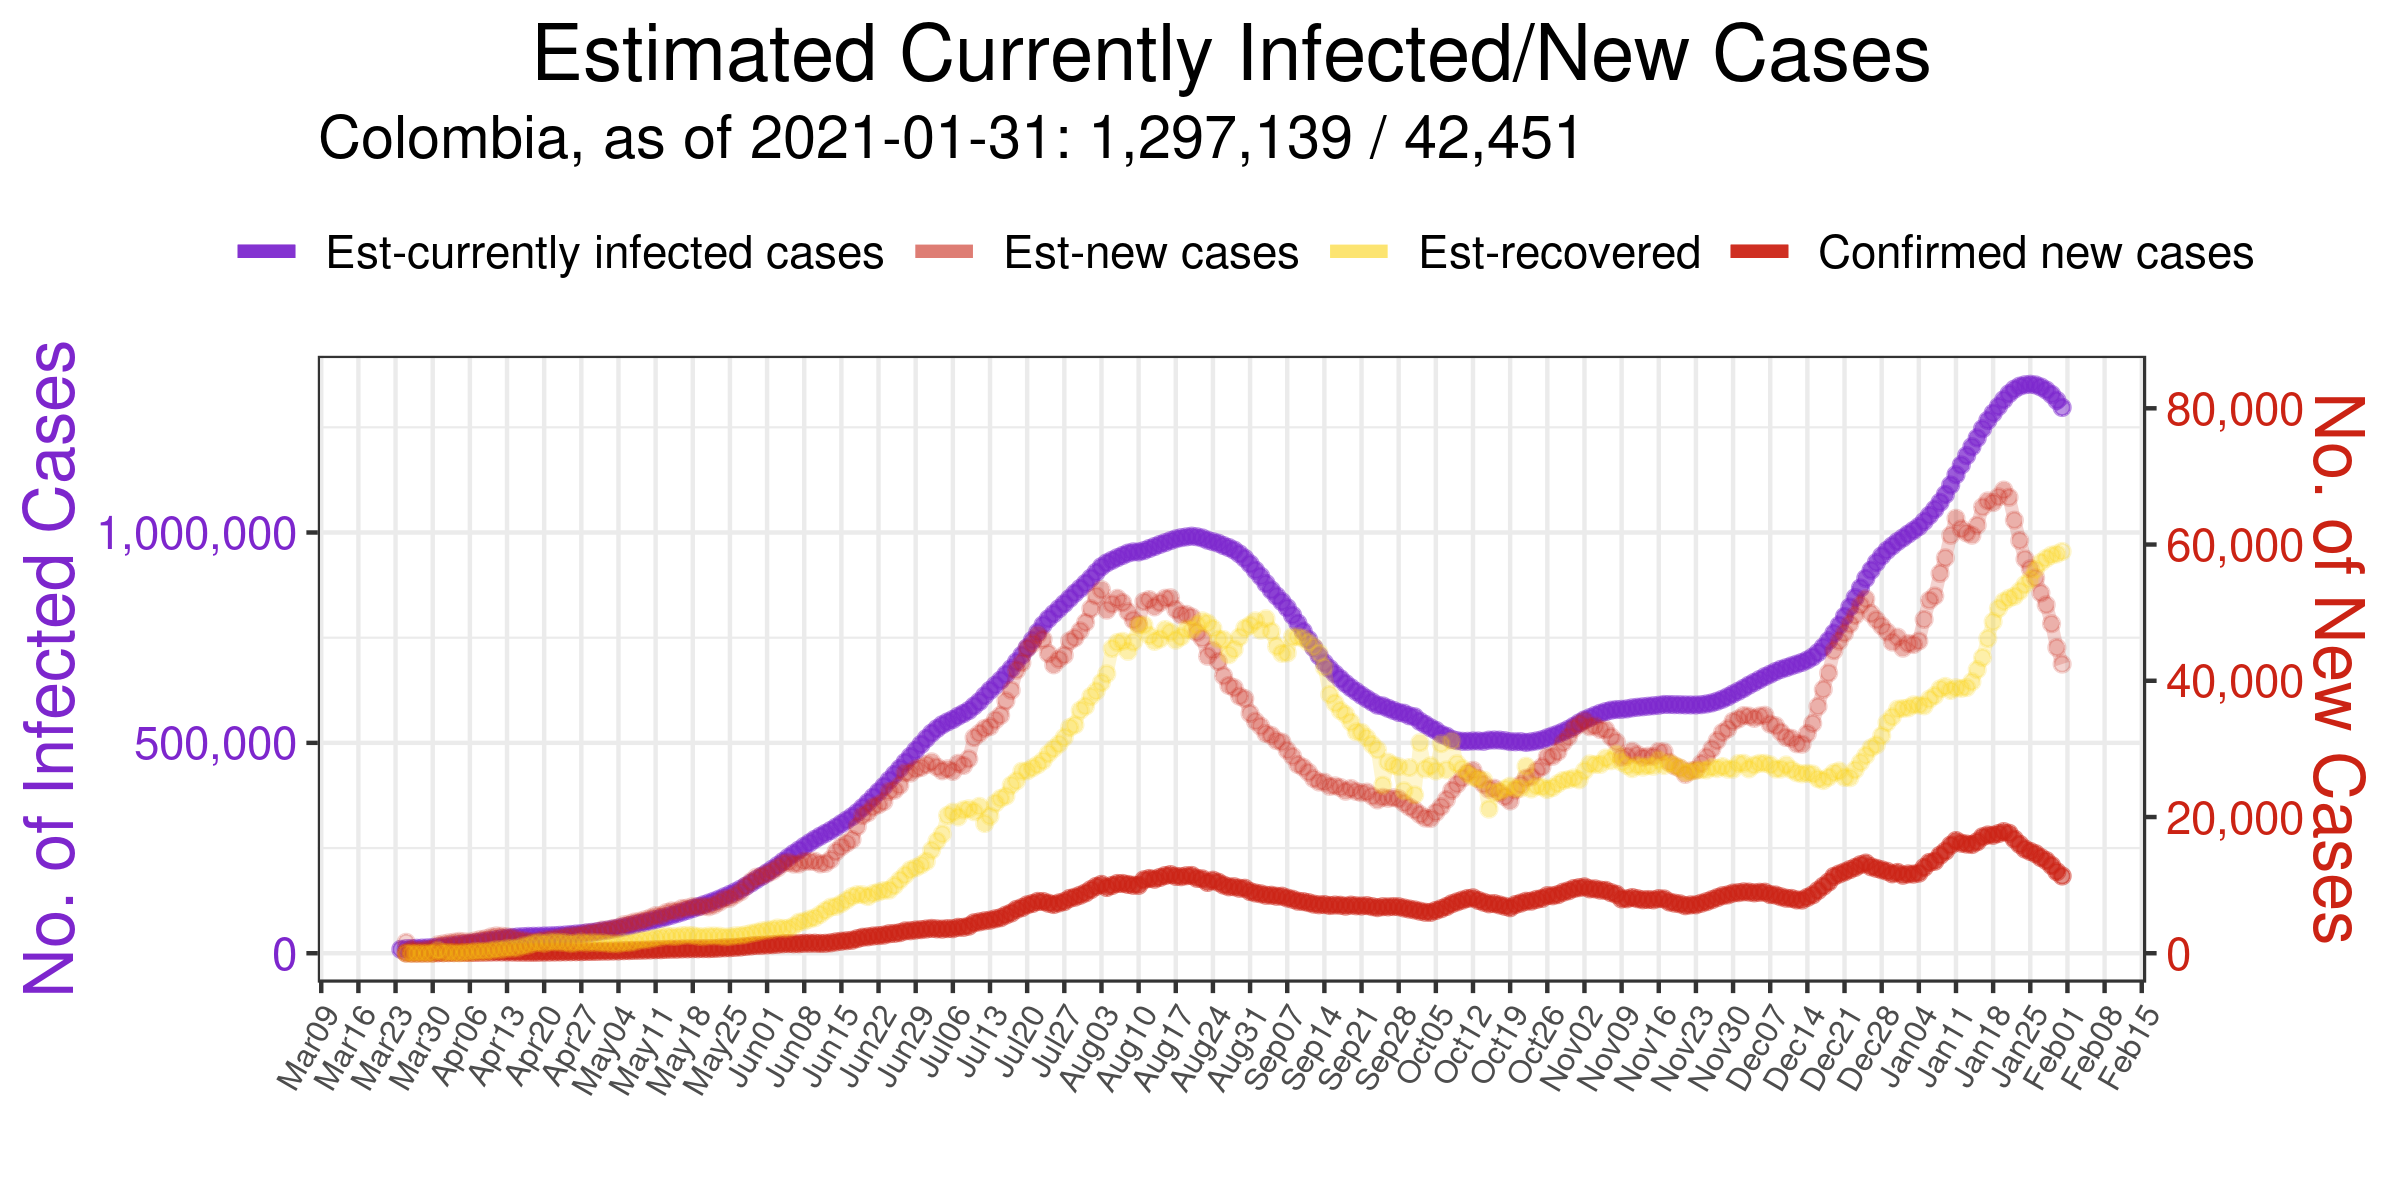 Estimated Currently Infected/New Cases
Colombia, as of 2021-01-31: 1,297,139 / 42,451
Est-currently infected cases Est-new cases Est-recovered Confirmed new cases
No. of Infected Cases
1,000,000
500,000
0
80,000
60,000
40,000
20,000
0
No. of New Cases
Mar09 Mar16 Mar23 Mar30 Apr06 Apr13 Apr20 Apr27 May04 May11 May18 May25 Jun01 Jun08 Jun15 Jun22 Jun29 Jul06 Jul13 Jul20 Jul27 Aug03 Aug10 Aug17 Aug24 Aug31 Sep07 Sep14 Sep21 Sep28 Oct05 Oct12 Oct19 Oct26 Nov02 Nov09 Nov16 Nov23 Nov30 Dec07 Dec14 Dec21 Dec28 Jan04 Jan11 Jan18 Jan25 Feb01 Feb08 Feb15